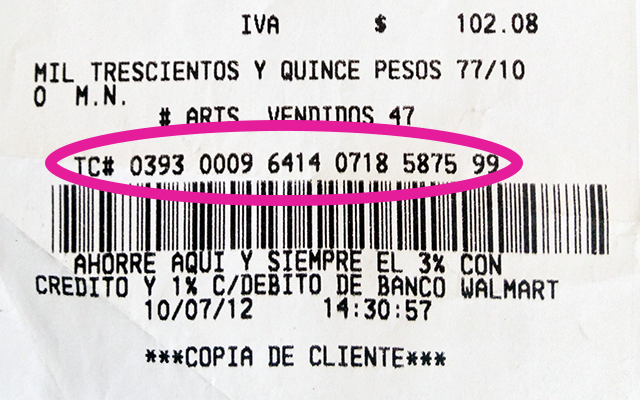 IVA $ 102.08
MIL TRESCIENTOS Y QUINCE PESOS 77/10
0 M.N.
# ARTS VENDIDOS 47
TC# 0393 0009 6414 0718 5875 99
AHORRE AQUI Y SIEMPRE EL 3% CON
CREDITO Y 1% C/DEBITO DE BANCO WALMART
10/07/12 14:30:57
***COPIA DE CLIENTE***